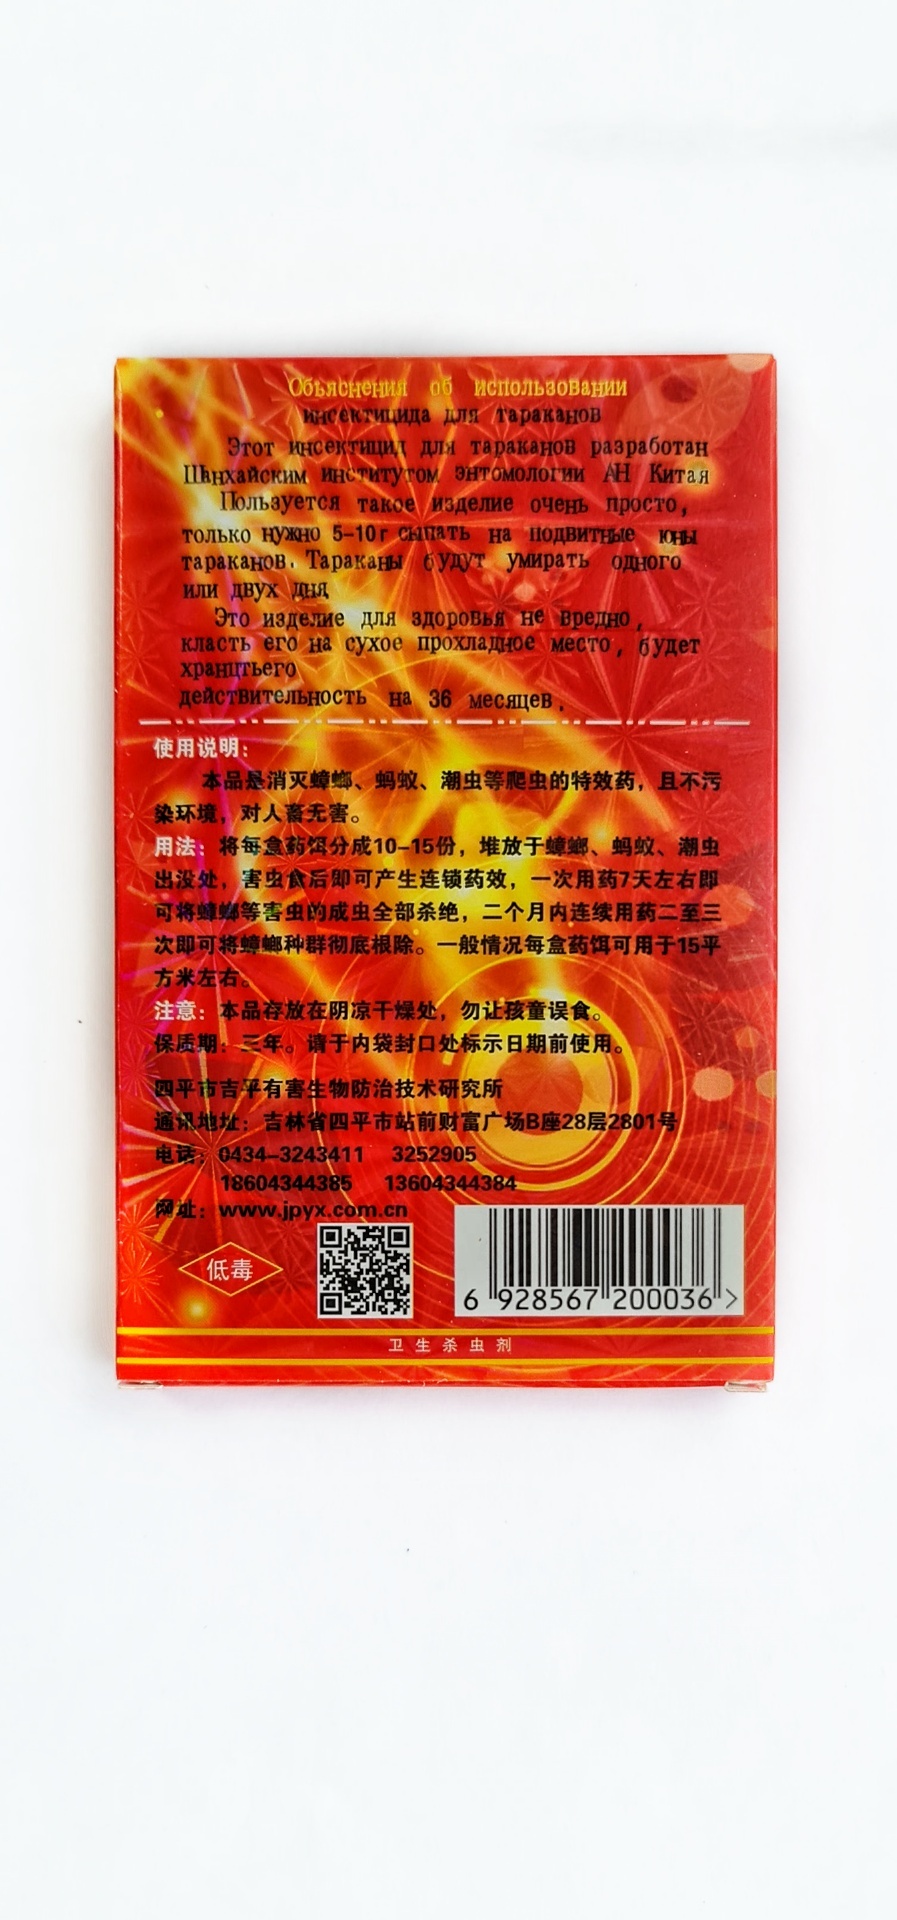 Обьяснения об использовании
инсектицида для тараканов
Этот инсектицид для тараканов разработан
Шанхайским институтом энтомологии АН Китая
Пользуется такое изделие очень просто,
только нужно 5-10г сыпать на подвитные юны
тараканов. Тараканы будут умирать одного
или двух дня
Это изделие для здоровья не вредно,
класть его на сухое прохладное место, будет
хранцтьего
действительность на 36 месяцев.
使用说明:
本品是消灭蟑螂、蚂蚁、潮虫等爬虫的特效药，且不污
染环境，对人畜无害。
用法：将每盒药饵分成10-15份，堆放于蟑螂、蚂蚁、潮虫
出没处，害虫食后即可产生连锁药效，一次用药7天左右即
可将蟑螂等害虫的成虫全部杀绝，二个月内连续用药二至三
次即可将蟑螂种群彻底根除。一般情况每盒药饵可用于15平
方米左右。
注意：本品存放在阴凉干燥处，勿让孩童误食。
保质期：三年。请于内袋封口处标示日期前使用。
四平市吉平有害生物防治技术研究所
通讯地址：吉林省四平市站前财富广场B座28层2801号
电话：0434-3243411 3252905
18604344385 13604344384
网址：www.jpyx.com.cn
低毒
6 928567 200036 >
卫生杀虫剂